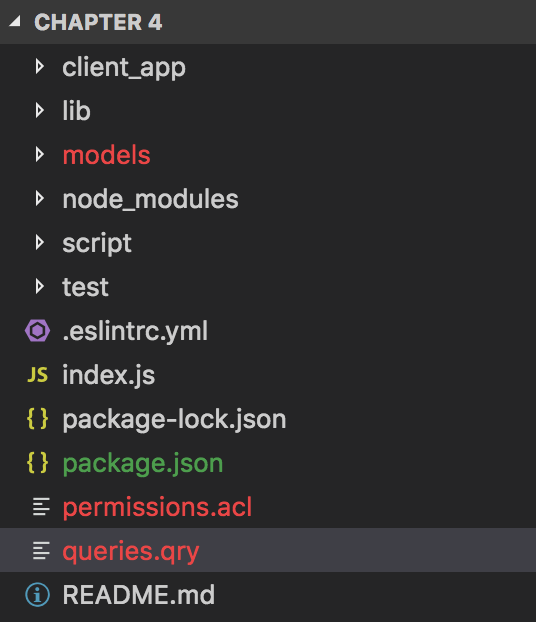 CHAPTER 4
client_app
lib
models
node_modules
script
test
.eslintrc.yml
JS index.js
{ } package-lock.json
{ } package.json
permissions.acl
queries.qry
README.md